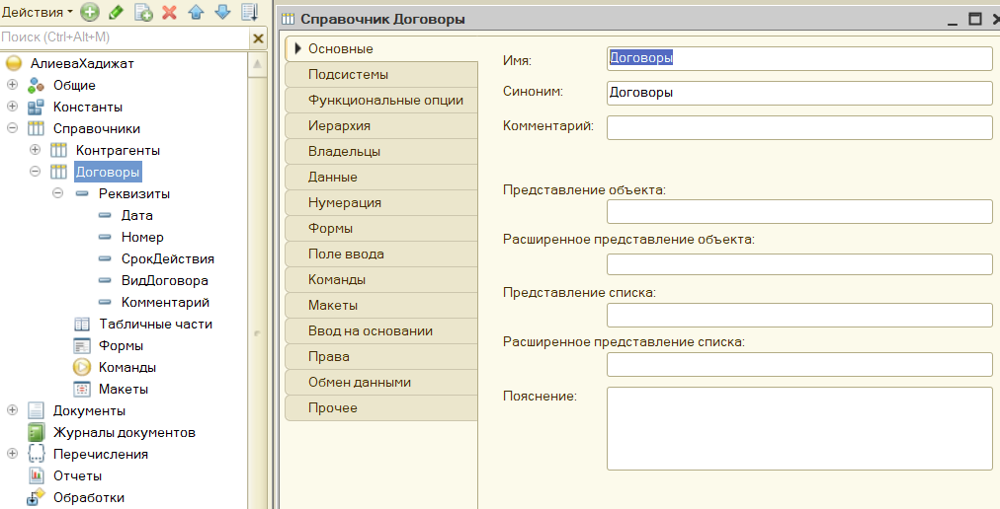 Действия
Поиск (Ctrl+Alt+M)
АлиеваХадижат
Общие
Константы
Справочники
Контрагенты
Договоры
Реквизиты
Дата
Номер
СрокДействия
ВидДоговора
Комментарий
Табличные части
Формы
Команды
Макеты
Документы
Журналы документов
Перечисления
Отчеты
Обработки
Справочник Договоры
Основные
Подсистемы
Функциональные опции
Иерархия
Владельцы
Данные
Нумерация
Формы
Поле ввода
Команды
Макеты
Ввод на основании
Права
Обмен данными
Прочее
Имя: Договоры
Синоним: Договоры
Комментарий:
Представление объекта:
Расширенное представление объекта:
Представление списка:
Расширенное представление списка:
Пояснение: